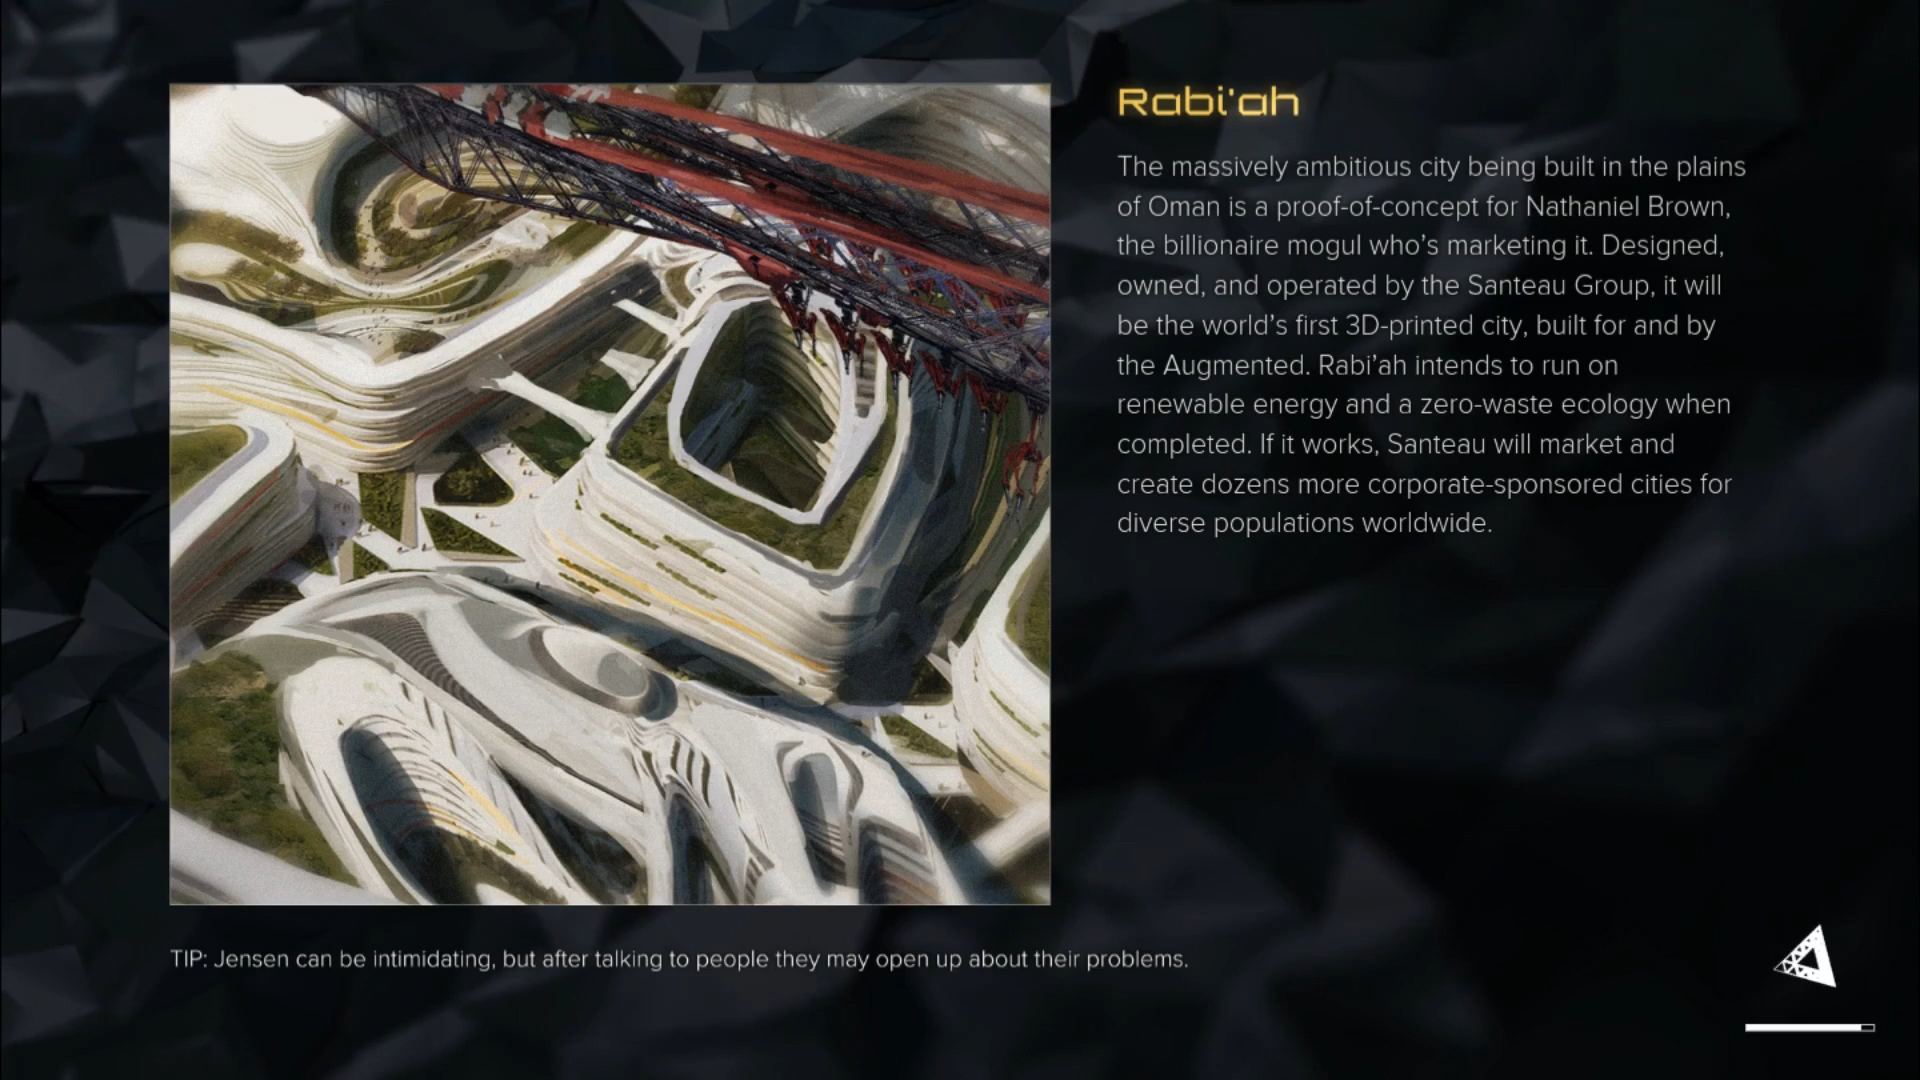 Rabi'ah
The massively ambitious city being built in the plains
of Oman is a proof-of-concept for Nathaniel Brown,
the billionaire mogul who's marketing it. Designed,
owned, and operated by the Santeau Group, it will
be the world's first 3D-printed city, built for and by
the Augmented. Rabi'ah intends to run on
renewable energy and a zero-waste ecology when
completed. If it works, Santeau will market and
create dozens more corporate-sponsored cities for
diverse populations worldwide.
TIP: Jensen can be intimidating, but after talking to people they may open up about their problems.